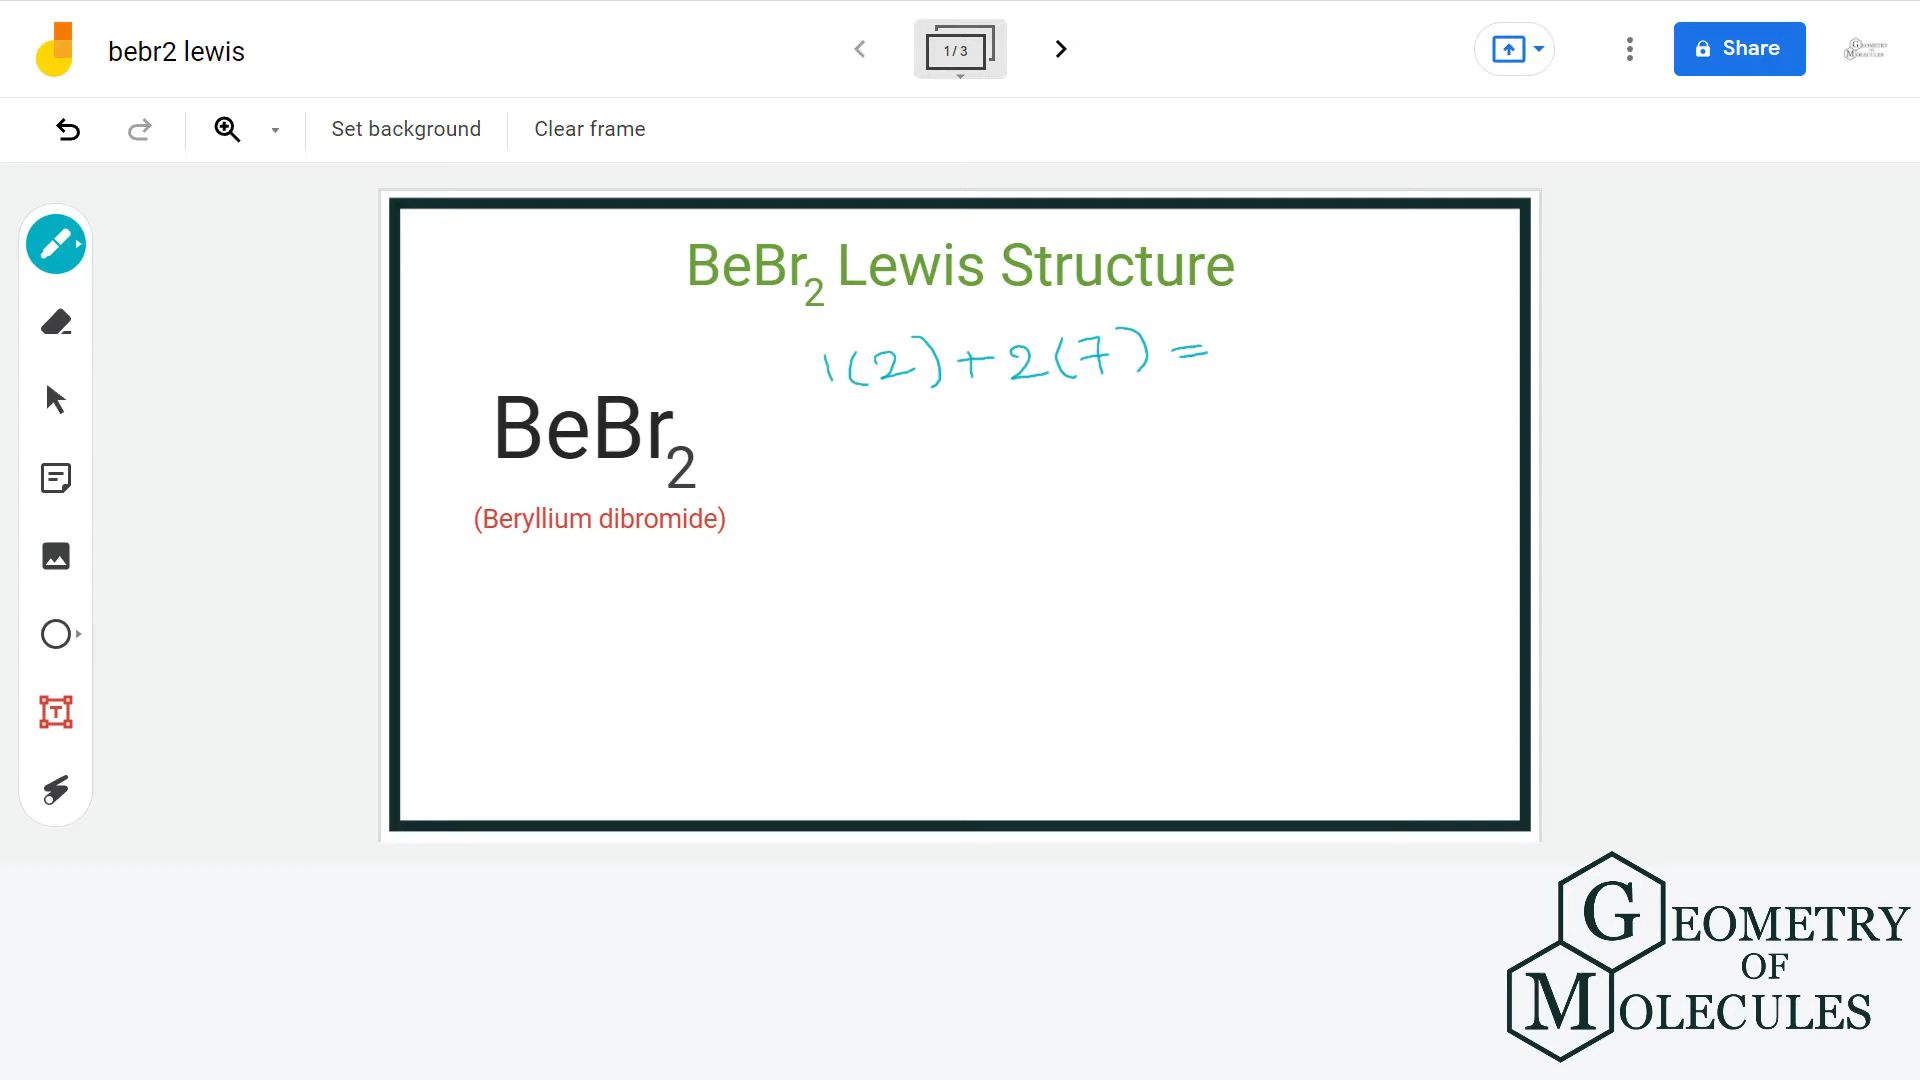 bebr2 lewis
1 / 3
Share
Set background
Clear frame
BeBr2 Lewis Structure
1(2)+2(7)=
BeBr2
(Beryllium dibromide)
T
GEOMETRY
OF
MOLECULES